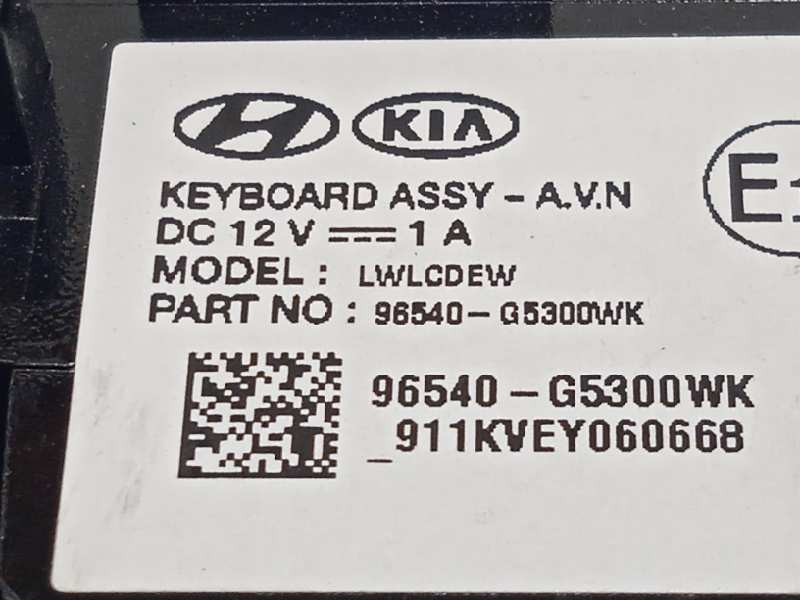 KIA
KEYBOARD ASSY - A.V.N
DC 12 V ⎓ 1 A
MODEL : LWLCDEW
PART NO : 96540-G5300WK
96540-G5300WK
_911KVEY060668